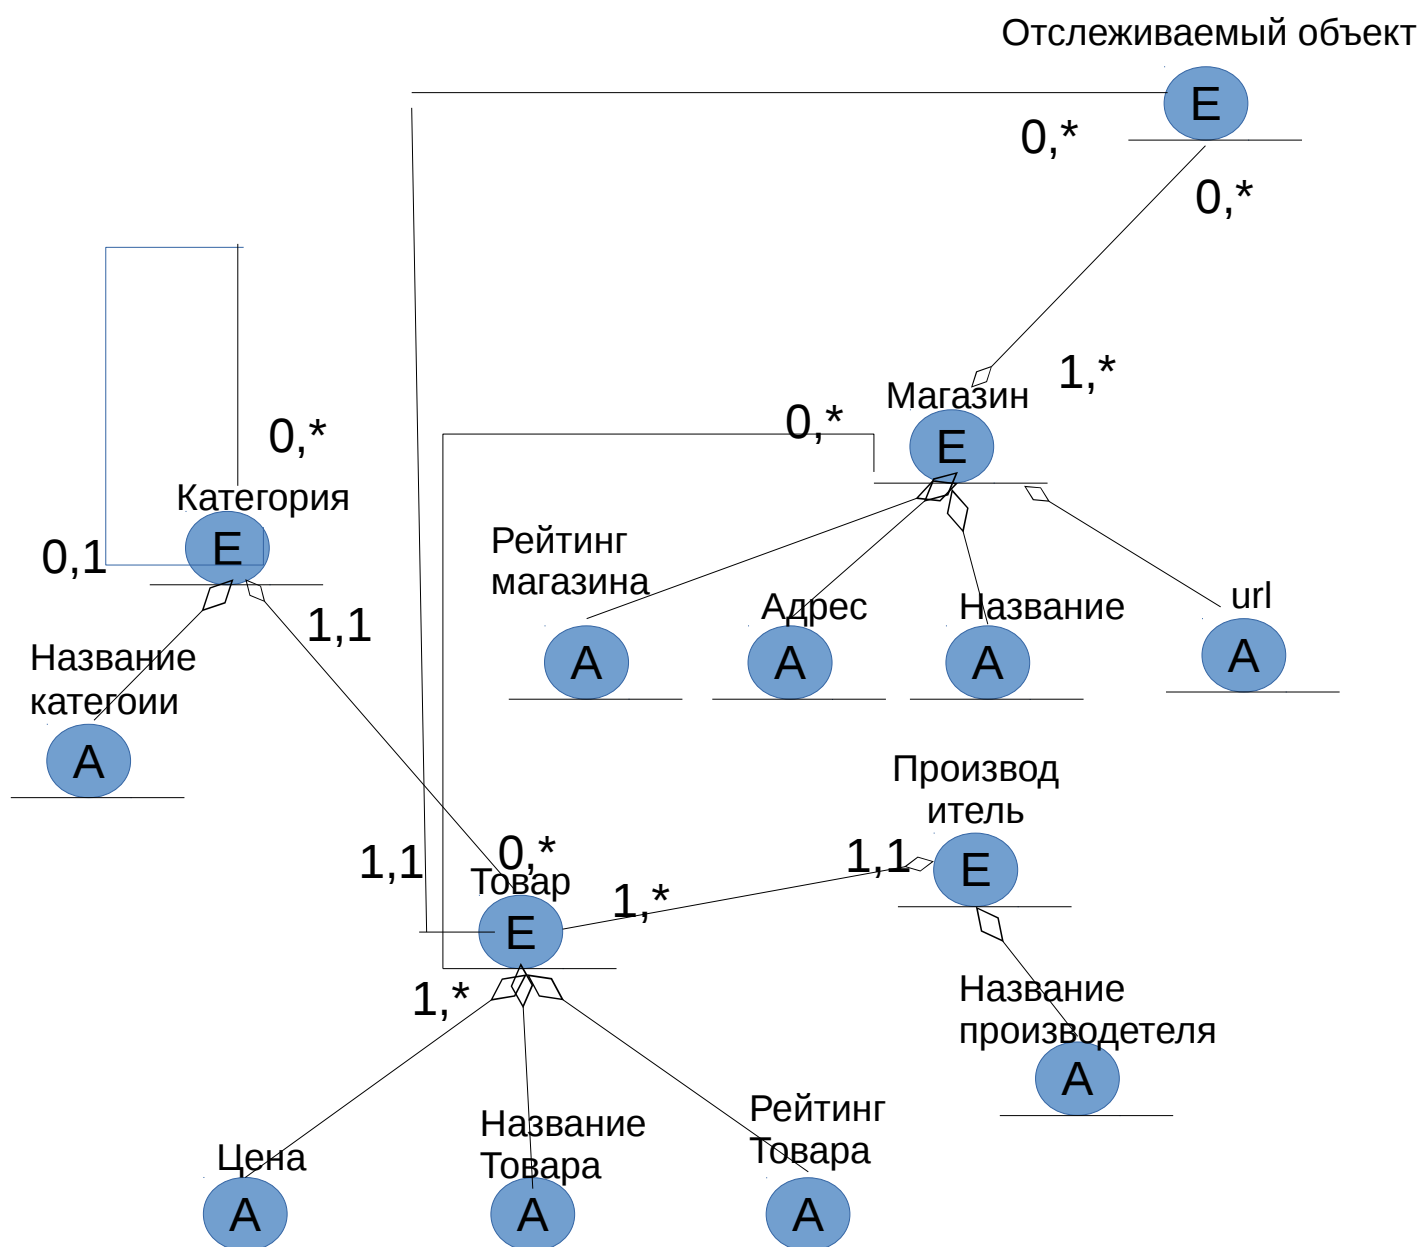 Отслеживаемый объект
E
0,*
0,*
1,*
Магазин
0,*
E
0,*
Категория
E
0,1
1,1
Рейтинг
магазина
A
Адрес
A
Название
A
url
A
Название
категоии
A
Производ
итель
1,1
E
1,1
0,*
Товар
1,*
E
1,*
Название
производетеля
A
Цена
A
Название
Товара
A
Рейтинг
Товара
A